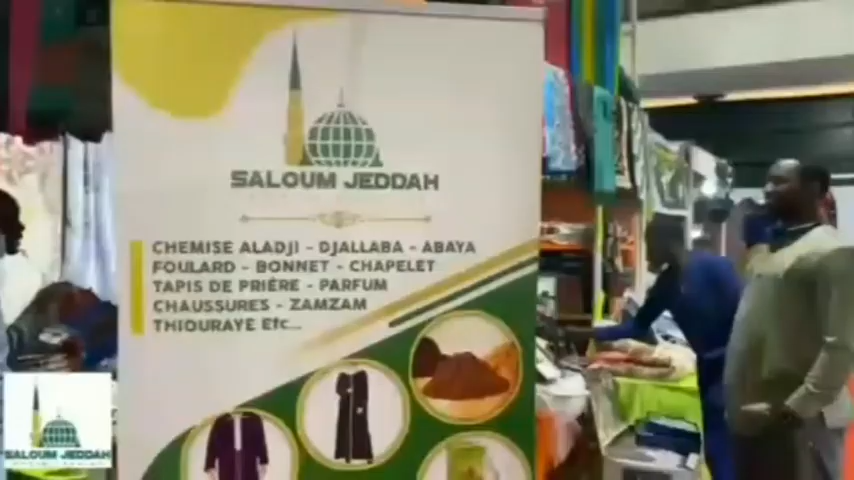 SALOUM JEDDAH
CHEMISE ALADJI - DJALLABA - ABAYA
FOULARD - BONNET - CHAPELET
TAPIS DE PRIÈRE - PARFUM
CHAUSSURES - ZAMZAM
THIOURAYE Etc...
SALOUM JEDDAH